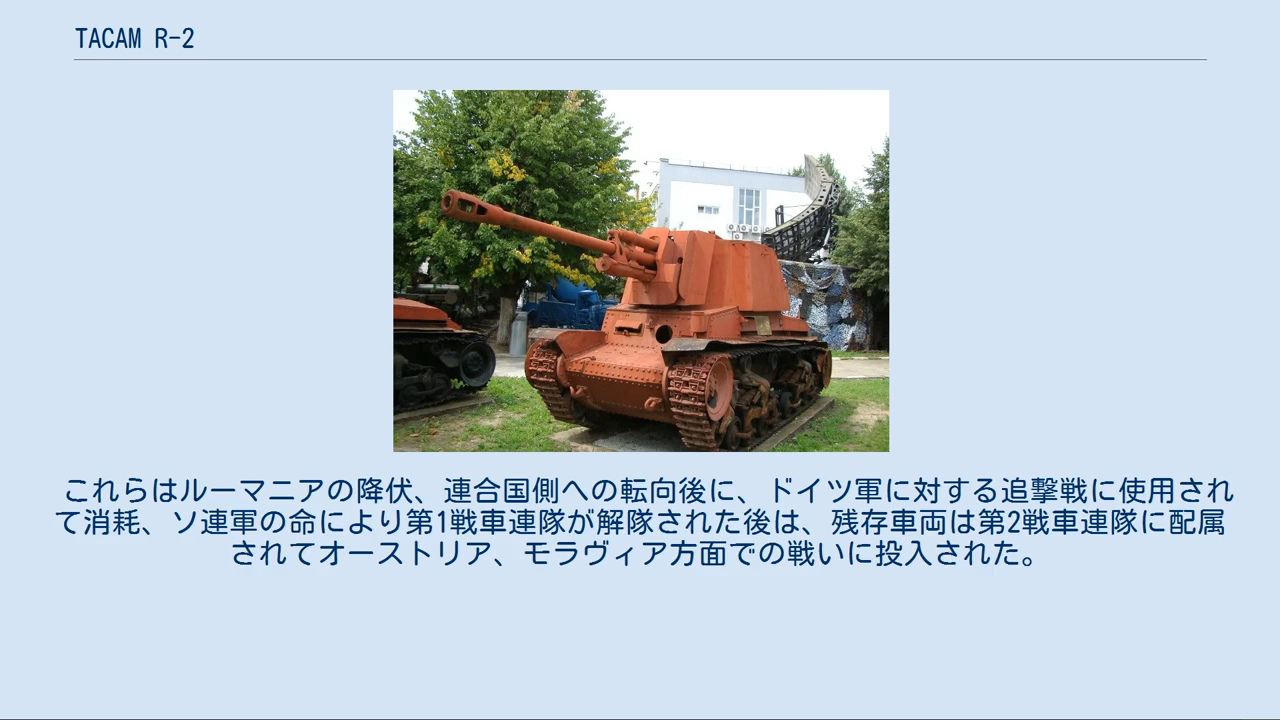 TACAM R-2
これらはルーマニアの降伏、連合国側への転向後に、ドイツ軍に対する追撃戦に使用され
て消耗、ソ連軍の命により第1戦車連隊が解隊された後は、残存車両は第2戦車連隊に配属
されてオーストリア、モラヴィア方面での戦いに投入された。